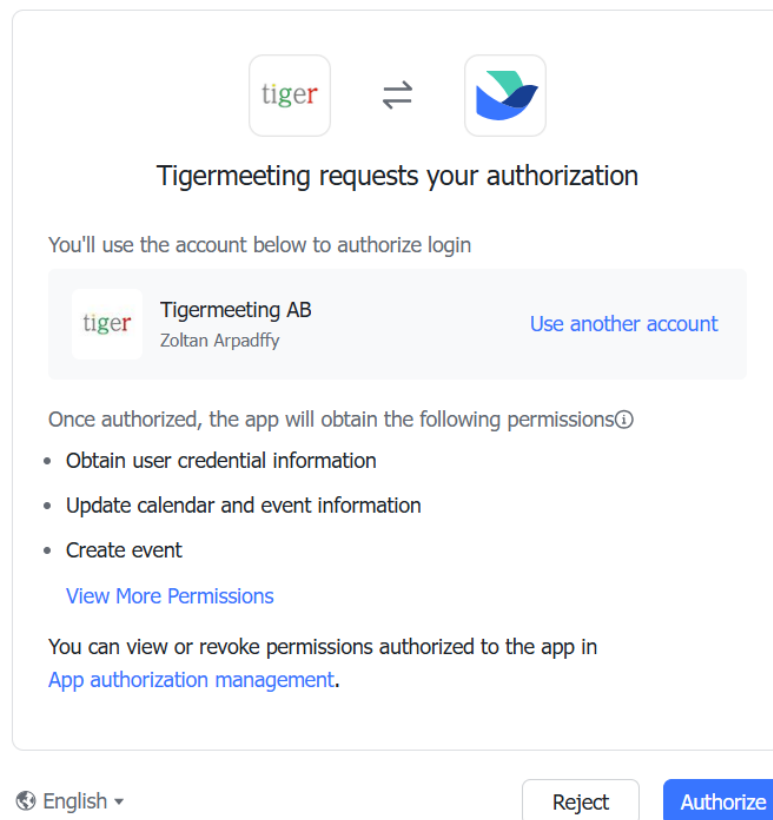 tiger
Tigermeeting requests your authorization
You'll use the account below to authorize login
tiger
Tigermeeting AB
Zoltan Arpadffy
Use another account
Once authorized, the app will obtain the following permissions
• Obtain user credential information
• Update calendar and event information
• Create event
View More Permissions
You can view or revoke permissions authorized to the app in
App authorization management.
English
Reject
Authorize